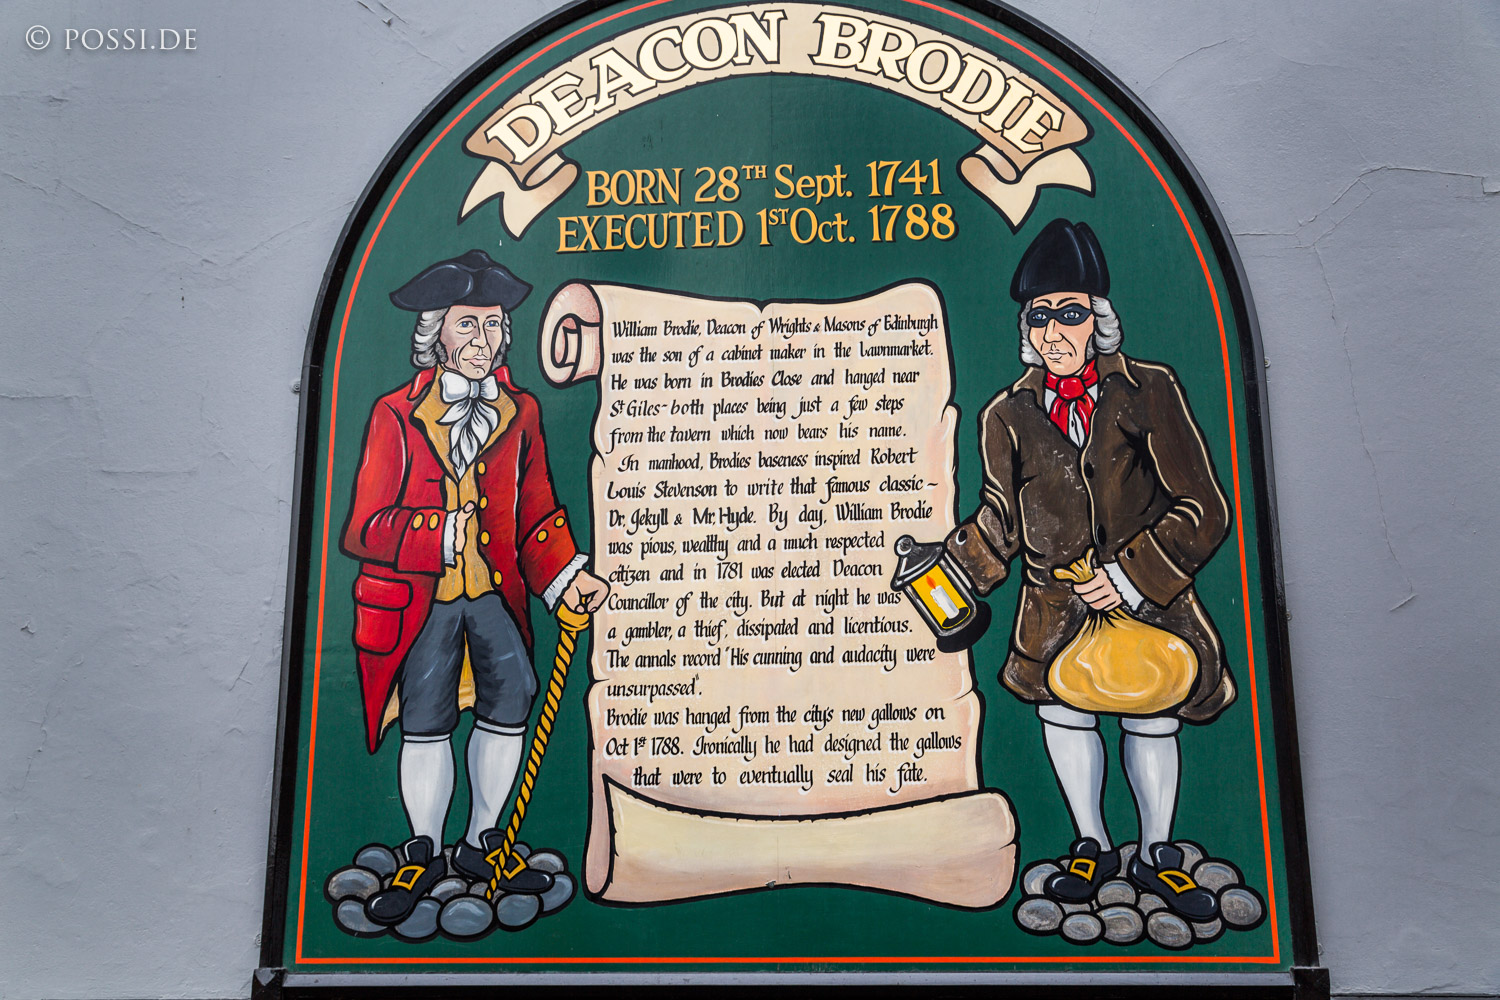 © POSSI.DE
DEACON BRODIE
BORN 28TH Sept. 1741
EXECUTED 1ST Oct. 1788
William Brodie, Deacon of Wrights & Masons of Edinburgh
was the son of a cabinet maker in the Lawnmarket.
He was born in Brodies Close and hanged near
St Giles - both places being just a few steps
from the tavern which now bears his name.
In manhood, Brodies baseness inspired Robert
Louis Stevenson to write that famous classic ~
Dr. Jekyll & Mr. Hyde. By day, William Brodie
was pious, wealthy and a much respected
citizen and in 1781 was elected Deacon
Councillor of the city. But at night he was
a gambler, a thief, dissipated and licentious.
The annals record "His cunning and audacity were
unsurpassed".
Brodie was hanged from the city's new gallows on
Oct 1st 1788. Ironically he had designed the gallows
that were to eventually seal his fate.